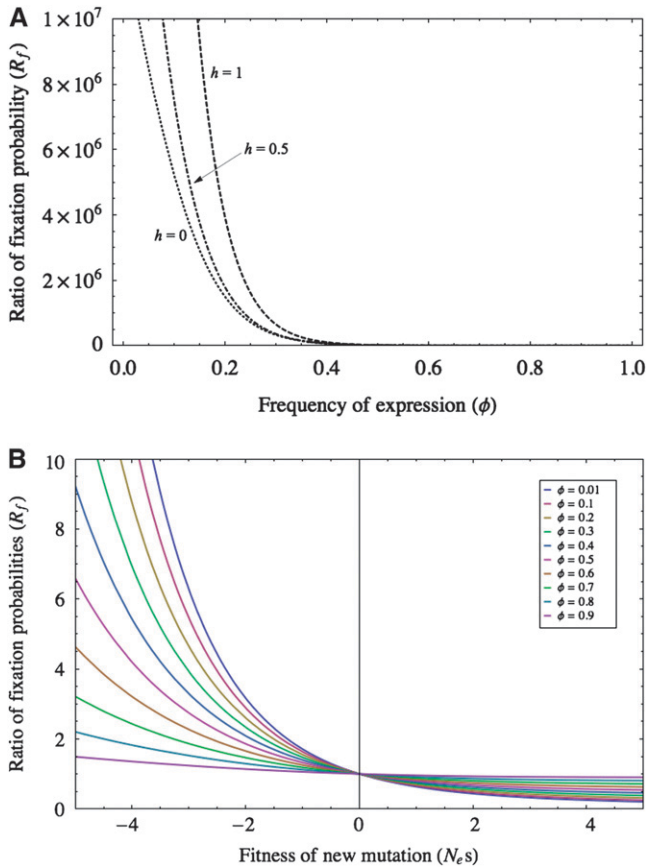 A
1×10⁷
8×10⁶
6×10⁶
4×10⁶
2×10⁶
0
Ratio of fixation probability (Rf)
h = 1
h = 0.5
h = 0
0.0 0.2 0.4 0.6 0.8 1.0
Frequency of expression (ϕ)
B
10
8
6
4
2
0
Ratio of fixation probabilities (Rf)
ϕ = 0.01
ϕ = 0.1
ϕ = 0.2
ϕ = 0.3
ϕ = 0.4
ϕ = 0.5
ϕ = 0.6
ϕ = 0.7
ϕ = 0.8
ϕ = 0.9
−4 −2 0 2 4
Fitness of new mutation (Nes)